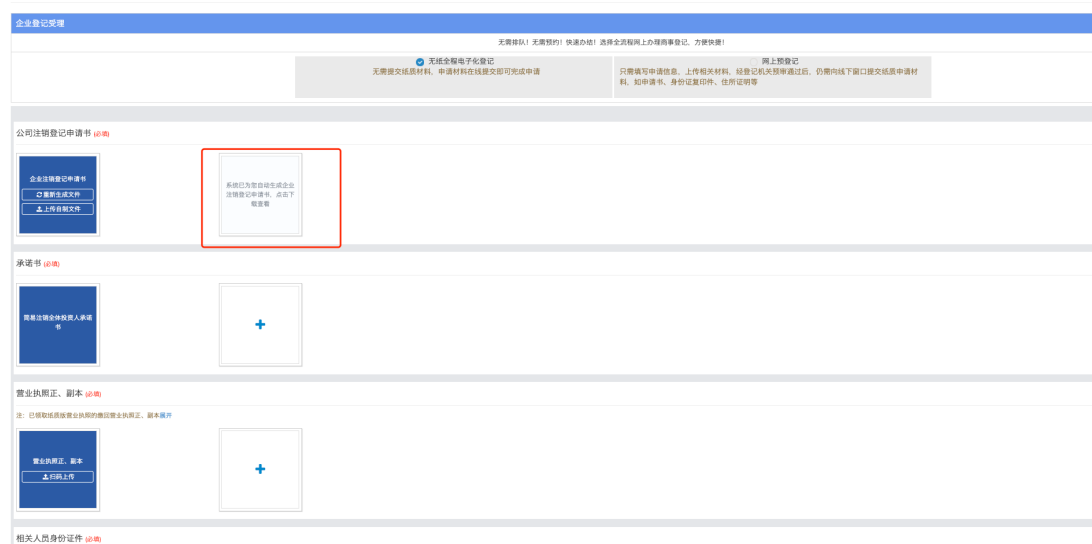 企业登记受理
无需排队！无需预约！快速办结！选择全流程网上办理商事登记，方便快捷！
无纸全程电子化登记
无需提交纸质材料，申请材料在线提交即可完成申请
网上预登记
只需填写申请信息，上传相关材料，经登记机关预审通过后，仍需向线下窗口提交纸质申请材
料，如申请书、身份证复印件、住所证明等
公司注销登记申请书 (必填)
企业注销登记申请书
重新生成文件
上传自制文件
系统已为您自动生成企业
注销登记申请书，点击下
载查看
承诺书 (必填)
简易注销全体投资人承诺
书
营业执照正、副本 (必填)
注：已领取纸质版营业执照的缴回营业执照正、副本展开
营业执照正、副本
扫码上传
相关人员身份证件 (必填)